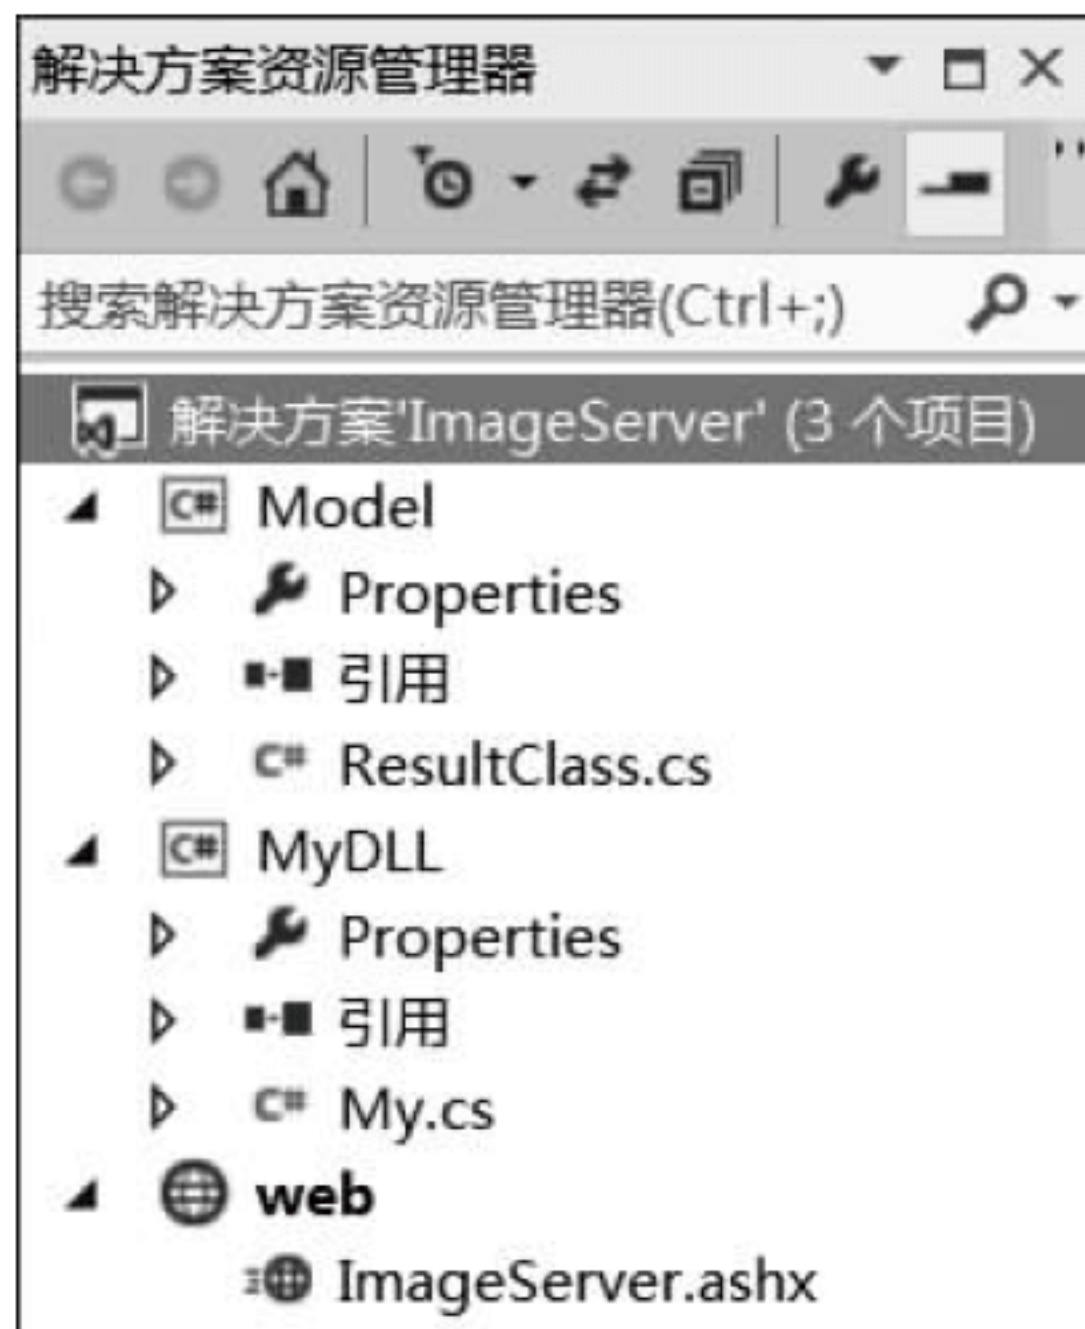 解决方案资源管理器
搜索解决方案资源管理器(Ctrl+;)
解决方案'ImageServer' (3 个项目)
C# Model
Properties
引用
C# ResultClass.cs
C# MyDLL
Properties
引用
C# My.cs
web
ImageServer.ashx